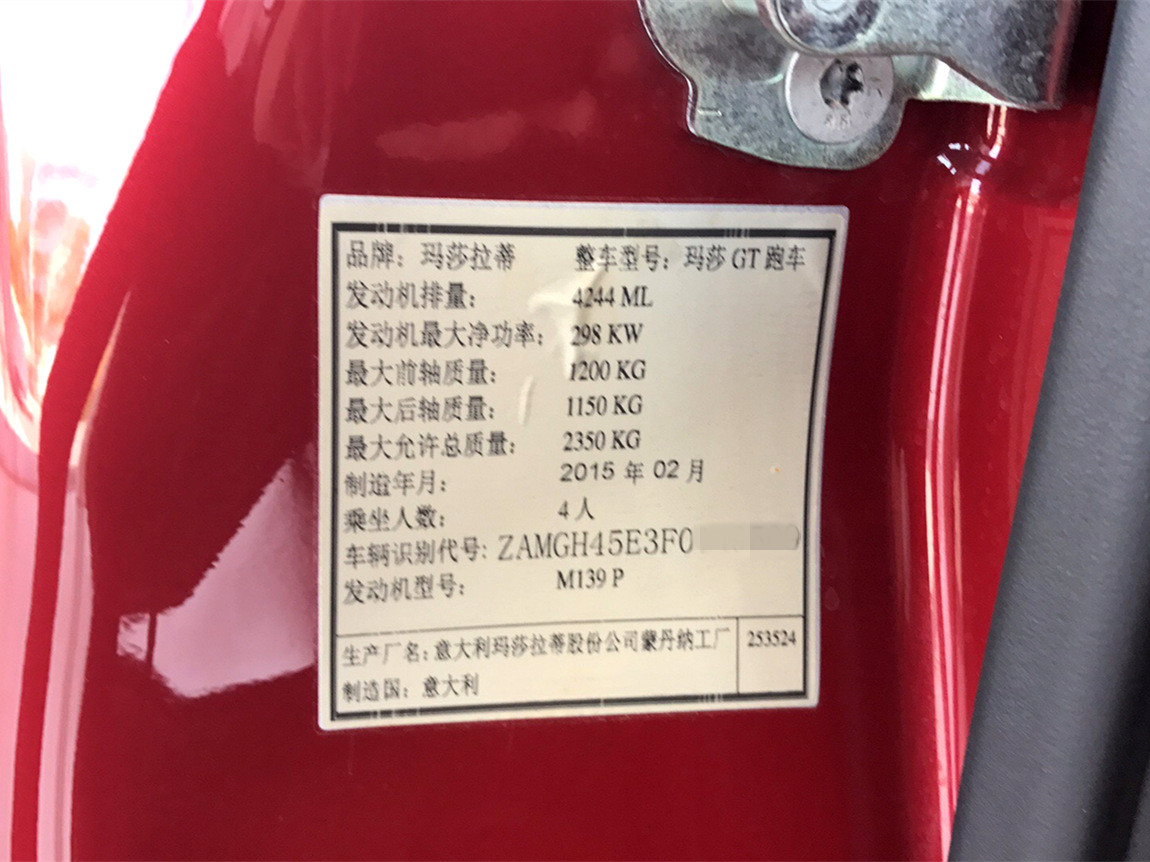 品牌：玛莎拉蒂 整车型号：玛莎 GT 跑车
发动机排量： 4244 ML
发动机最大净功率： 298 KW
最大前轴质量： 1200 KG
最大后轴质量： 1150 KG
最大允许总质量： 2350 KG
制造年月： 2015 年 02 月
乘坐人数： 4 人
车辆识别代号: ZAMGH45E3F0
发动机型号： M139 P
生产厂名：意大利玛莎拉蒂股份公司蒙丹纳工厂 253524
制造国：意大利